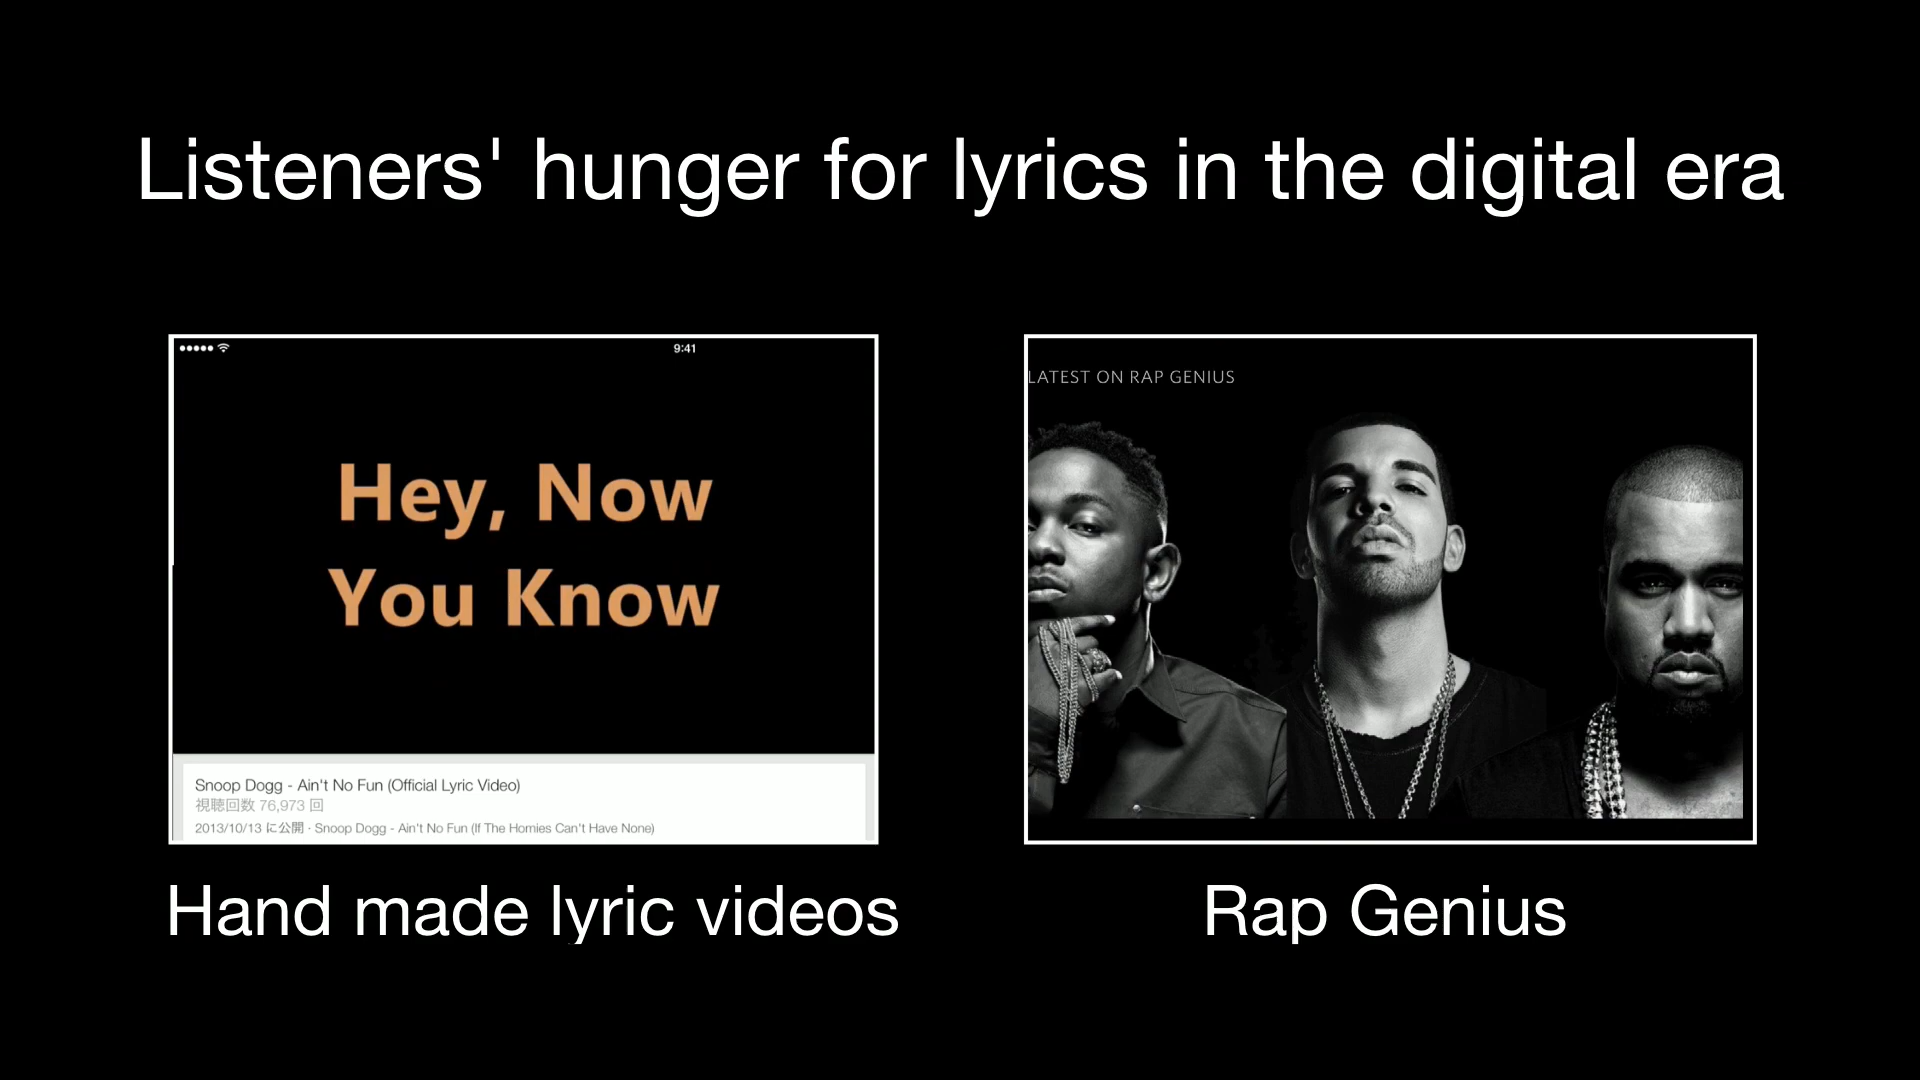 Listeners' hunger for lyrics in the digital era
9:41
Hey, Now
You Know
Snoop Dogg - Ain't No Fun (Official Lyric Video)
視聴回数 76,973 回
2013/10/13 に公開 · Snoop Dogg - Ain't No Fun (If The Homies Can't Have None)
Hand made lyric videos
LATEST ON RAP GENIUS
Rap Genius